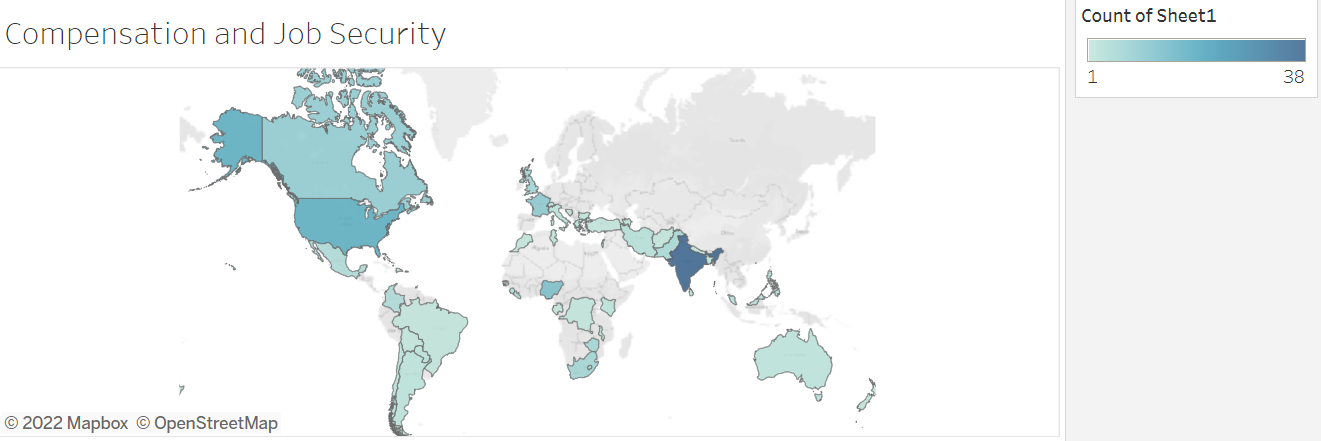 Compensation and Job Security
Count of Sheet1
1 38
© 2022 Mapbox © OpenStreetMap